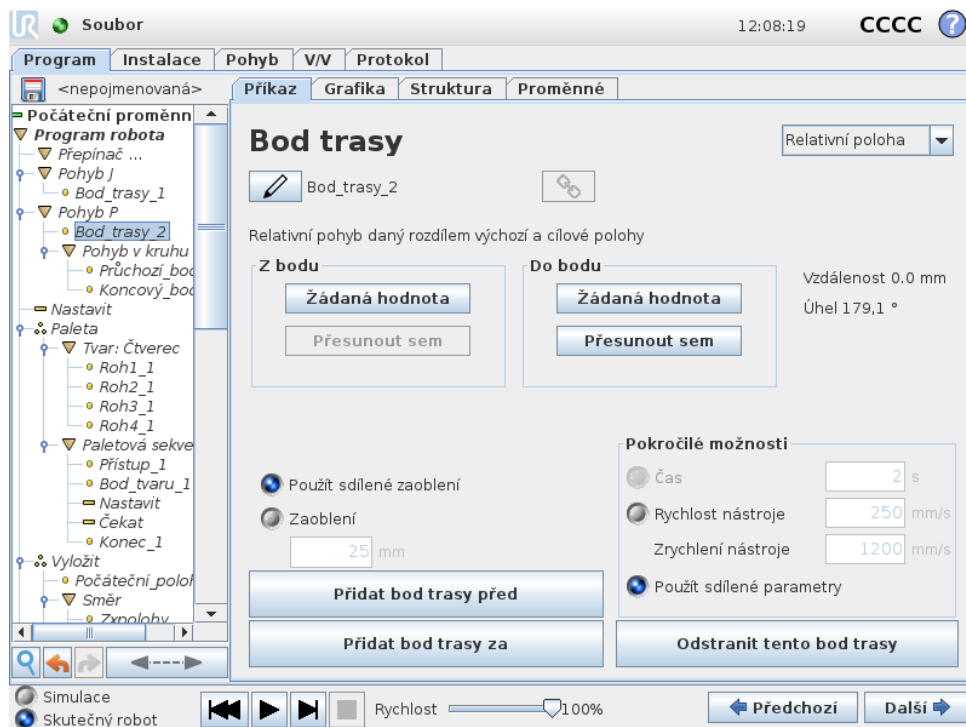 UR Soubor 12:08:19 CCCC ?
Program Instalace Pohyb V/V Protokol
<nepojmenovaná> Příkaz Grafika Struktura Proměnné
Počáteční proměnn
Program robota
Přepínač ...
Pohyb J
Bod_trasy_1
Pohyb P
Bod_trasy_2
Pohyb v kruhu
Průchozí_bod
Koncový_bod
Nastavit
Paleta
Tvar: Čtverec
Roh1_1
Roh2_1
Roh3_1
Roh4_1
Paletová sekve
Přístup_1
Bod_tvaru_1
Nastavit
Čekat
Konec_1
Vyložit
Počáteční_poloh
Směr
Zxpolohy
Bod trasy
Relativní poloha
Bod_trasy_2
Relativní pohyb daný rozdílem výchozí a cílové polohy
Z bodu
Žádaná hodnota
Přesunout sem
Do bodu
Žádaná hodnota
Přesunout sem
Vzdálenost 0.0 mm
Úhel 179,1 °
Použít sdílené zaoblení
Zaoblení
25 mm
Pokročilé možnosti
Čas 2 s
Rychlost nástroje 250 mm/s
Zrychlení nástroje 1200 mm/s
Použít sdílené parametry
Přidat bod trasy před
Přidat bod trasy za
Odstranit tento bod trasy
Simulace
Skutečný robot
Rychlost 100%
Předchozí
Další